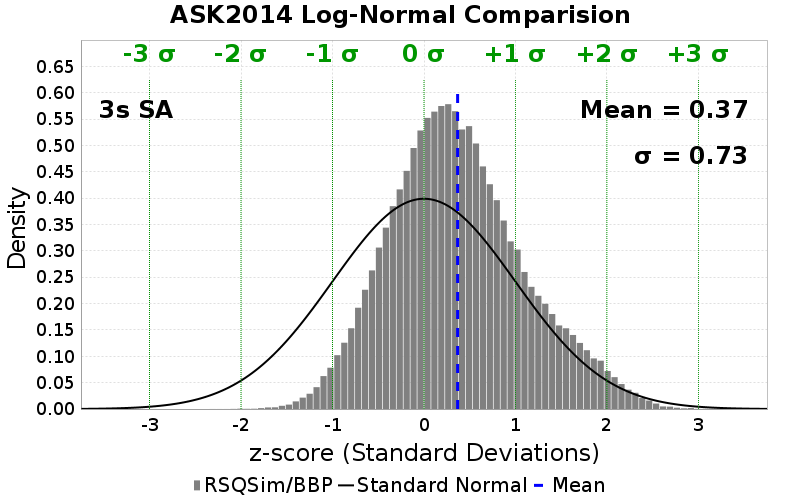 ASK2014 Log-Normal Comparision
-3 σ -2 σ -1 σ 0 σ +1 σ +2 σ +3 σ
3s SA
Mean = 0.37
σ = 0.73
Density
0.65
0.60
0.55
0.50
0.45
0.40
0.35
0.30
0.25
0.20
0.15
0.10
0.05
0.00
-3 -2 -1 0 1 2 3
z-score (Standard Deviations)
RSQSim/BBP Standard Normal Mean